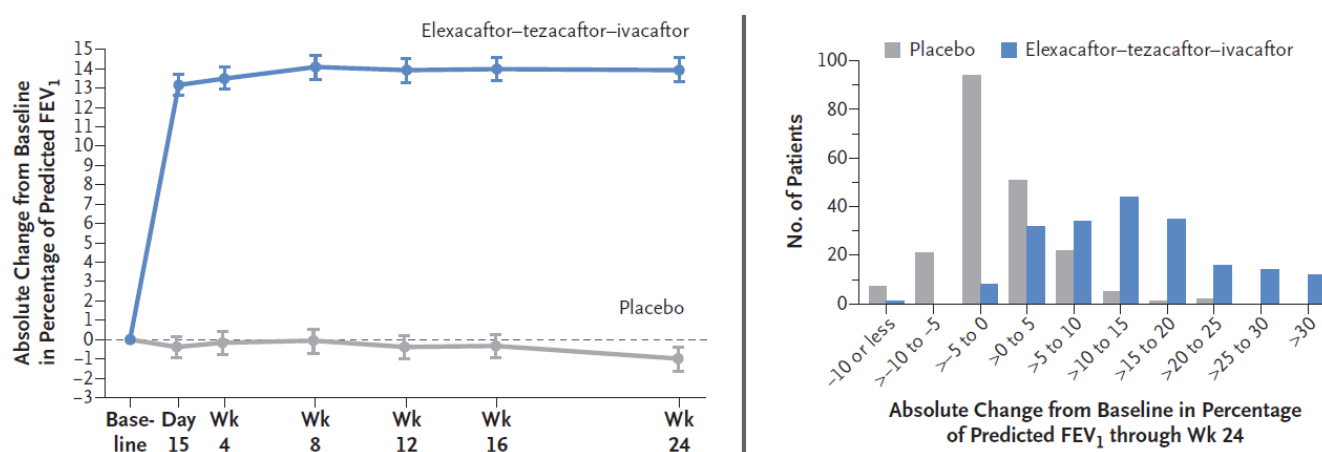 Elexacaftor–tezacaftor–ivacaftor
Absolute Change from Baseline
in Percentage of Predicted FEV1
15
14
13
12
11
10
9
8
7
6
5
4
3
2
1
0
−1
−2
−3
Placebo
Base-
line
Day
15
Wk
4
Wk
8
Wk
12
Wk
16
Wk
24
Placebo
Elexacaftor–tezacaftor–ivacaftor
No. of Patients
100
80
60
40
20
0
−10 or less
>−10 to −5
>−5 to 0
>0 to 5
>5 to 10
>10 to 15
>15 to 20
>20 to 25
>25 to 30
>30
Absolute Change from Baseline in Percentage
of Predicted FEV1 through Wk 24